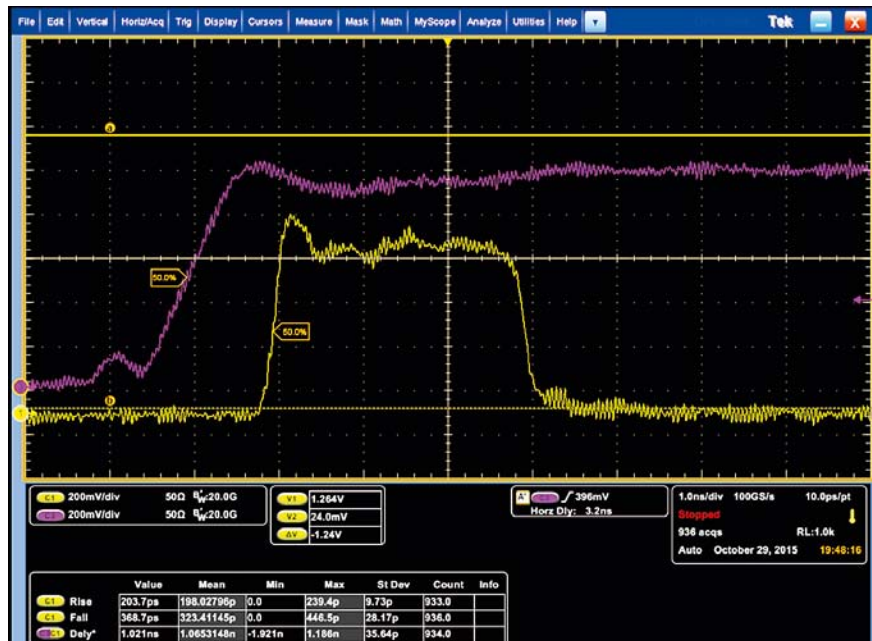 File Edit Vertical Horiz/Acq Trig Display Cursors Measure Mask Math MyScope Analyze Utilities Help Tek X
a
50.0%
50.0%
b
1
C1 200mV/div 50Ω BW:20.0G
200mV/div 50Ω BW:20.0G
V1 1.264V
V2 24.0mV
ΔV -1.24V
A' 396mV
Horz Dly: 3.2ns
1.0ns/div 100GS/s 10.0ps/pt
Stopped
936 acqs RL:1.0k
Auto October 29, 2015 19:48:16
Value Mean Min Max St Dev Count Info
C1 Rise 203.7ps 198.02796p 0.0 239.4p 9.73p 933.0
C1 Fall 368.7ps 323.41145p 0.0 446.5p 28.17p 936.0
C1 Dely* 1.021ns 1.0653148n -1.921n 1.186n 35.64p 934.0